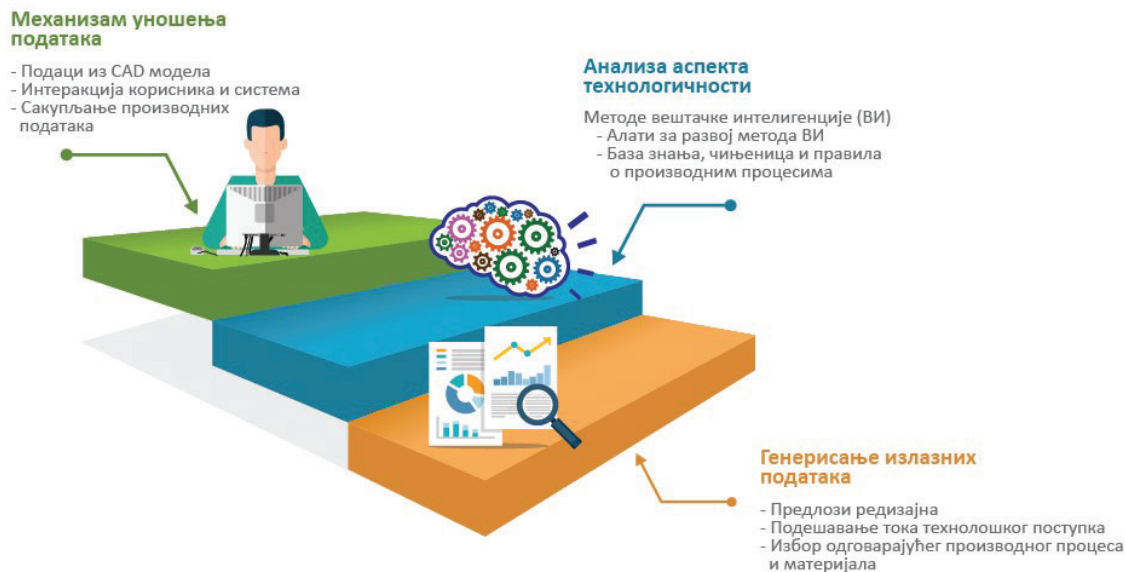 Механизам уношења
података
- Подаци из CAD модела
- Интеракција корисника и система
- Сакупљање производних
података
Анализа аспекта
технологичности
Методе вештачке интелигенције (ВИ)
- Алати за развој метода ВИ
- База знања, чињеница и правила
о производним процесима
Генерисање излазних
података
- Предлози редизајна
- Подешавање тока технолошког поступка
- Избор одговарајућег производног процеса
и материјала